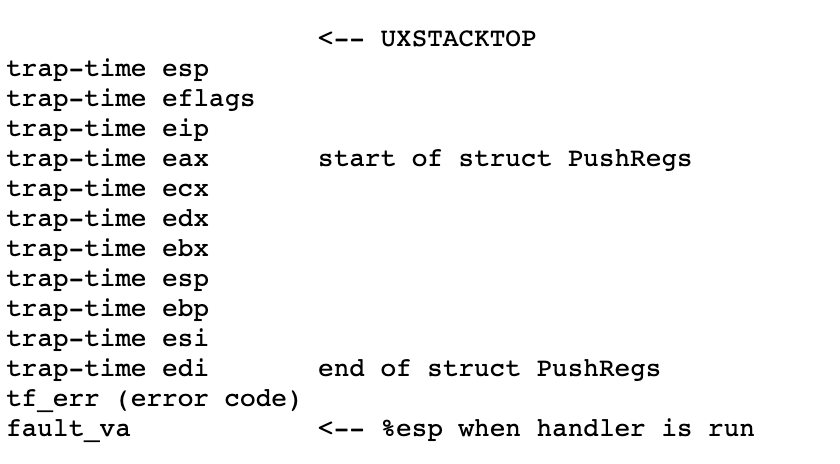 <-- UXSTACKTOP
trap-time esp
trap-time eflags
trap-time eip
trap-time eax       start of struct PushRegs
trap-time ecx
trap-time edx
trap-time ebx
trap-time esp
trap-time ebp
trap-time esi
trap-time edi       end of struct PushRegs
tf_err (error code)
fault_va            <-- %esp when handler is run